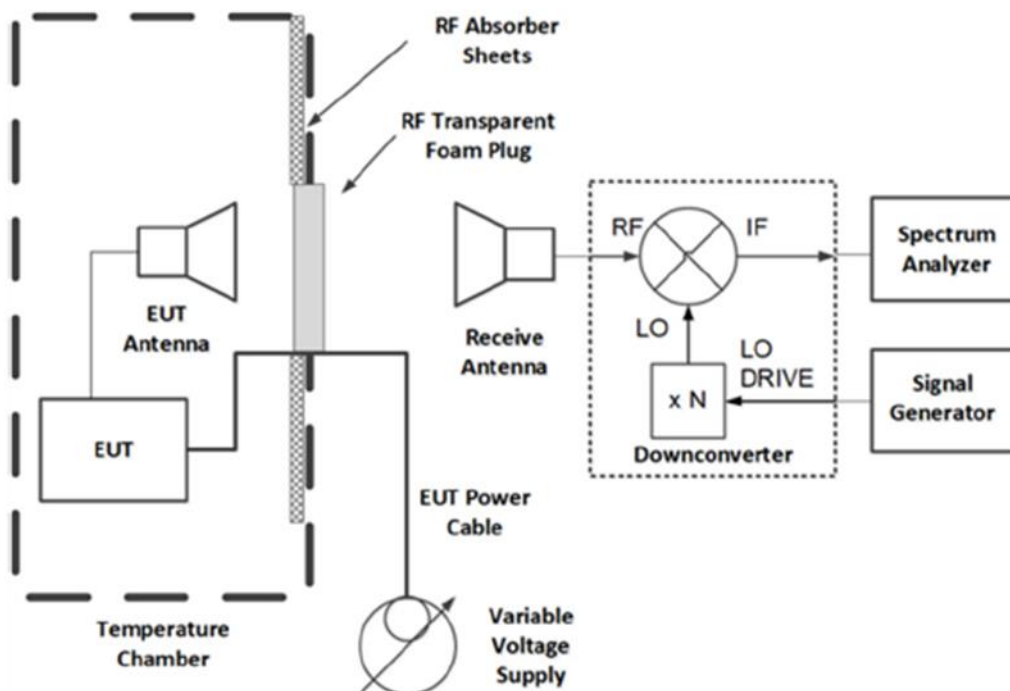 RF Absorber
Sheets
RF Transparent
Foam Plug
RF
IF
Spectrum
Analyzer
EUT
Antenna
Receive
Antenna
LO
LO
DRIVE
x N
Signal
Generator
Downconverter
EUT
EUT Power
Cable
Temperature
Chamber
Variable
Voltage
Supply